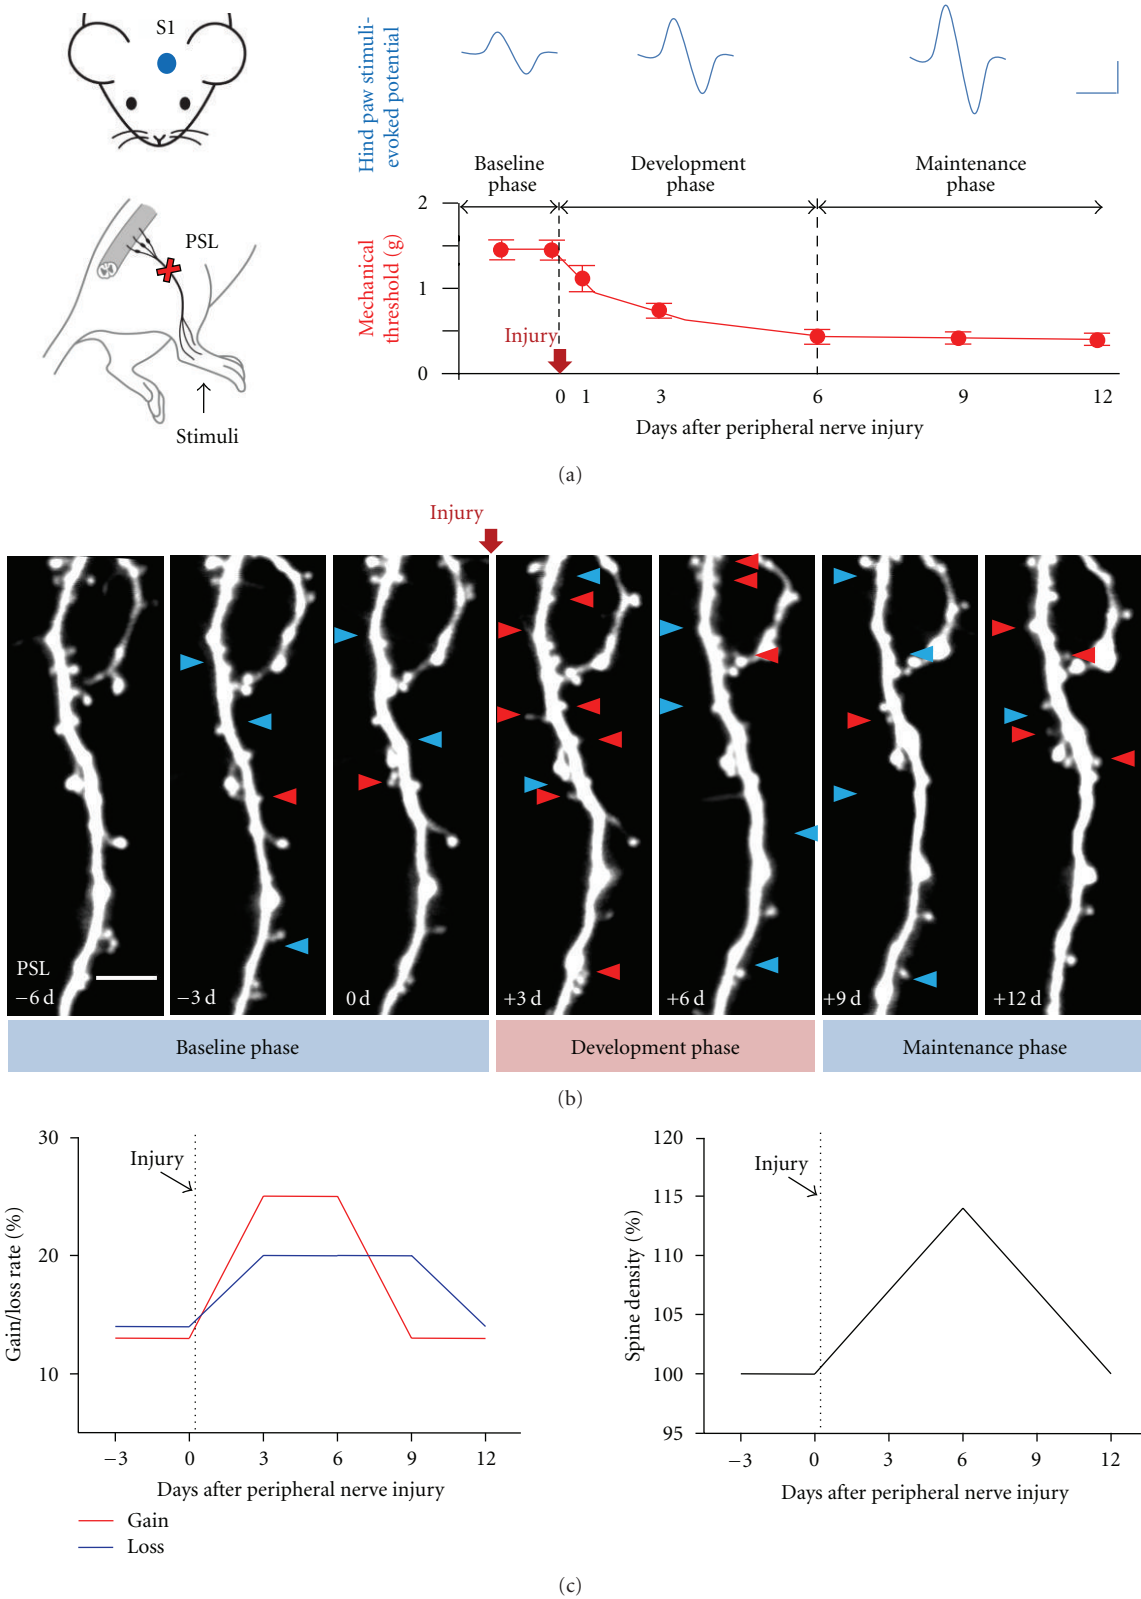 S1
PSL
Stimuli
Hind paw stimuli-
evoked potential
Baseline
phase
Development
phase
Maintenance
phase
Mechanical
threshold (g)
2
1
0
Injury
0 1 3 6 9 12
Days after peripheral nerve injury
(a)
Injury
PSL
−6 d
−3 d
0 d
+3 d
+6 d
+9 d
+12 d
Baseline phase
Development phase
Maintenance phase
(b)
Gain/loss rate (%)
30
20
10
Injury
−3 0 3 6 9 12
Days after peripheral nerve injury
Gain
Loss
Spine density (%)
120
115
110
105
100
95
Injury
−3 0 3 6 9 12
Days after peripheral nerve injury
(c)